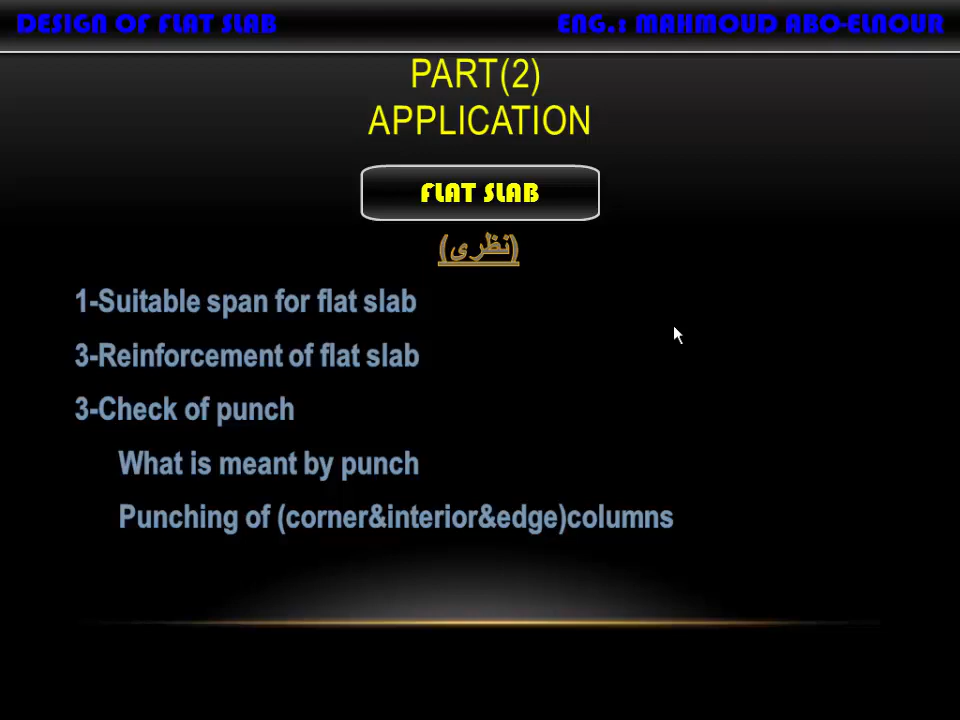 DESIGN OF FLAT SLAB
ENG.: MAHMOUD ABO-ELNOUR
PART(2)
APPLICATION
FLAT SLAB
(نظرى)
1-Suitable span for flat slab
3-Reinforcement of flat slab
3-Check of punch
What is meant by punch
Punching of (corner&interior&edge)columns